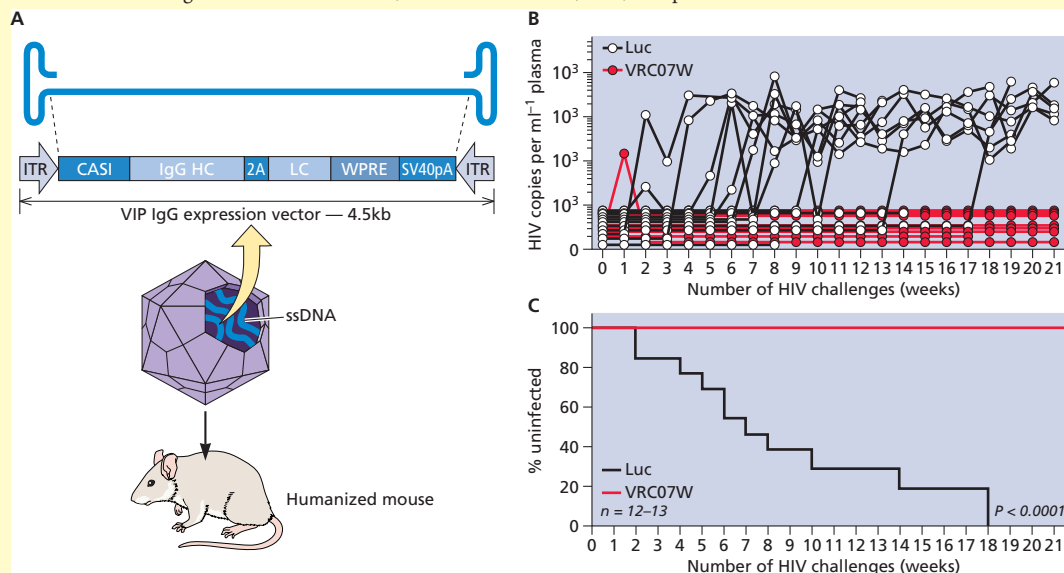 A
ITR CASI IgG HC 2A LC WPRE SV40pA ITR
VIP IgG expression vector — 4.5kb
ssDNA
Humanized mouse
B
Luc
VRC07W
HIV copies per ml–1 plasma
10³
10³
10³
10³
0
0 1 2 3 4 5 6 7 8 9 10 11 12 13 14 15 16 17 18 19 20 21
Number of HIV challenges (weeks)
C
% uninfected
100
80
60
40
20
0
Luc
VRC07W
n = 12–13
P < 0.0001
0 1 2 3 4 5 6 7 8 9 10 11 12 13 14 15 16 17 18 19 20 21
Number of HIV challenges (weeks)